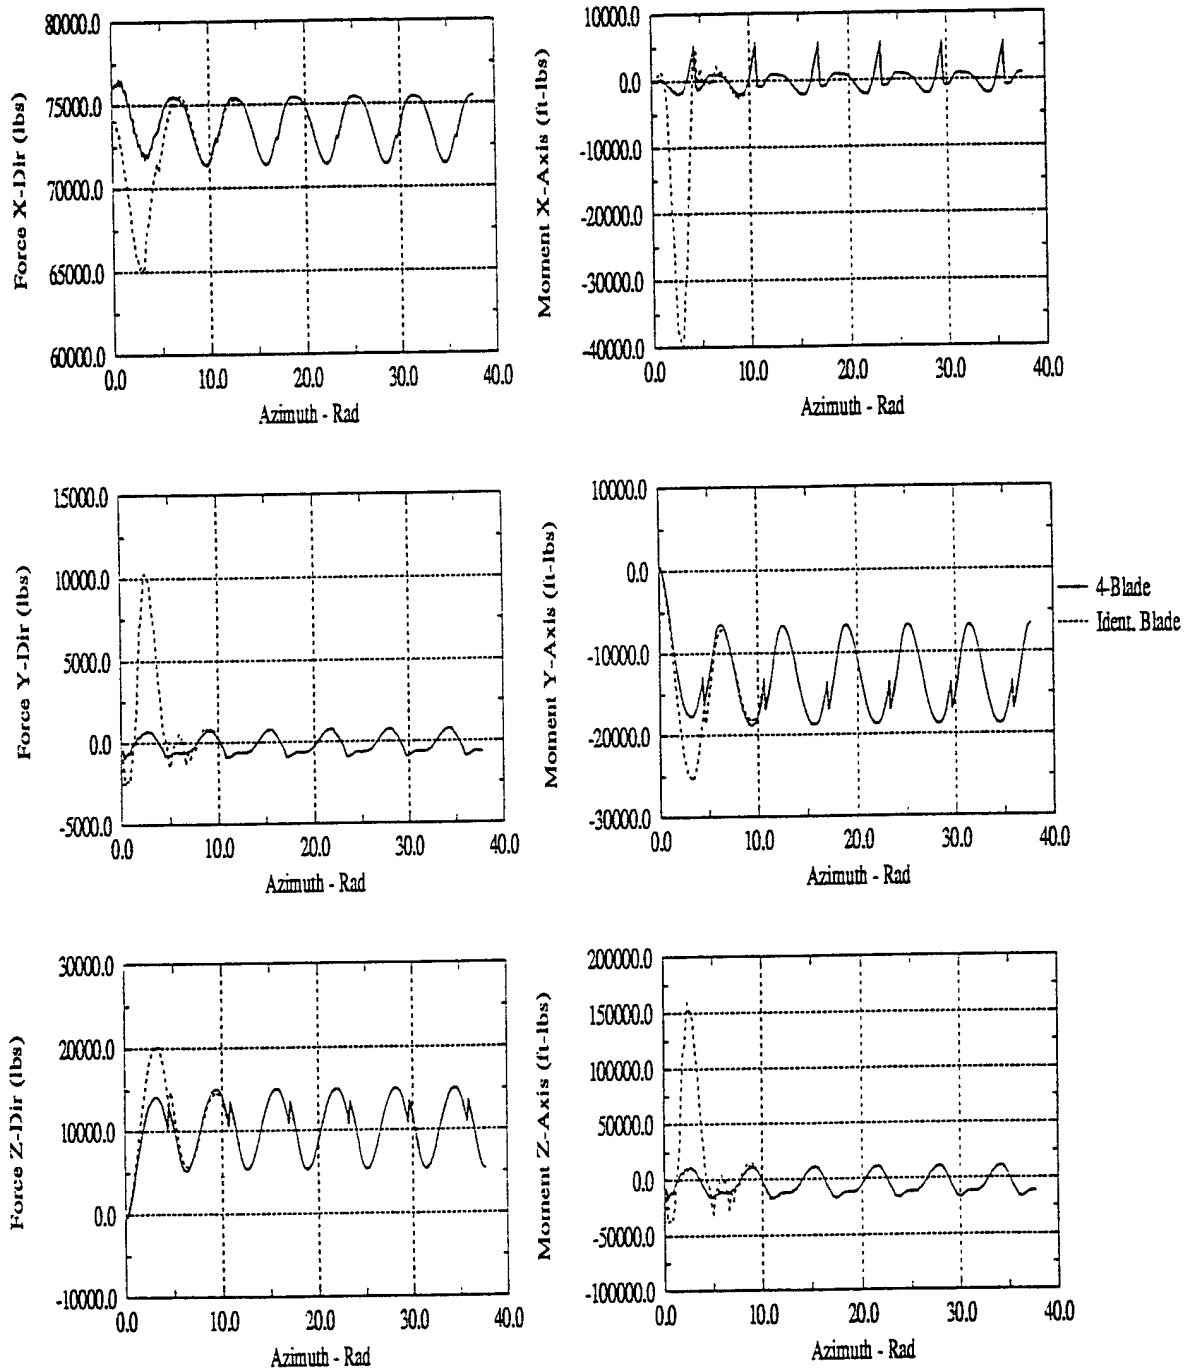 Force X-Dir (lbs)
80000.0
75000.0
70000.0
65000.0
60000.0
0.0 10.0 20.0 30.0 40.0
Azimuth - Rad
Moment X-Axis (ft-lbs)
10000.0
0.0
-10000.0
-20000.0
-30000.0
-40000.0
0.0 10.0 20.0 30.0 40.0
Azimuth - Rad
Force Y-Dir (lbs)
15000.0
10000.0
5000.0
0.0
-5000.0
0.0 10.0 20.0 30.0 40.0
Azimuth - Rad
Moment Y-Axis (ft-lbs)
10000.0
0.0
-10000.0
-20000.0
-30000.0
0.0 10.0 20.0 30.0 40.0
Azimuth - Rad
4-Blade
Ident. Blade
Force Z-Dir (lbs)
30000.0
20000.0
10000.0
0.0
-10000.0
0.0 10.0 20.0 30.0 40.0
Azimuth - Rad
Moment Z-Axis (ft-lbs)
200000.0
150000.0
100000.0
50000.0
0.0
-50000.0
-100000.0
0.0 10.0 20.0 30.0 40.0
Azimuth - Rad